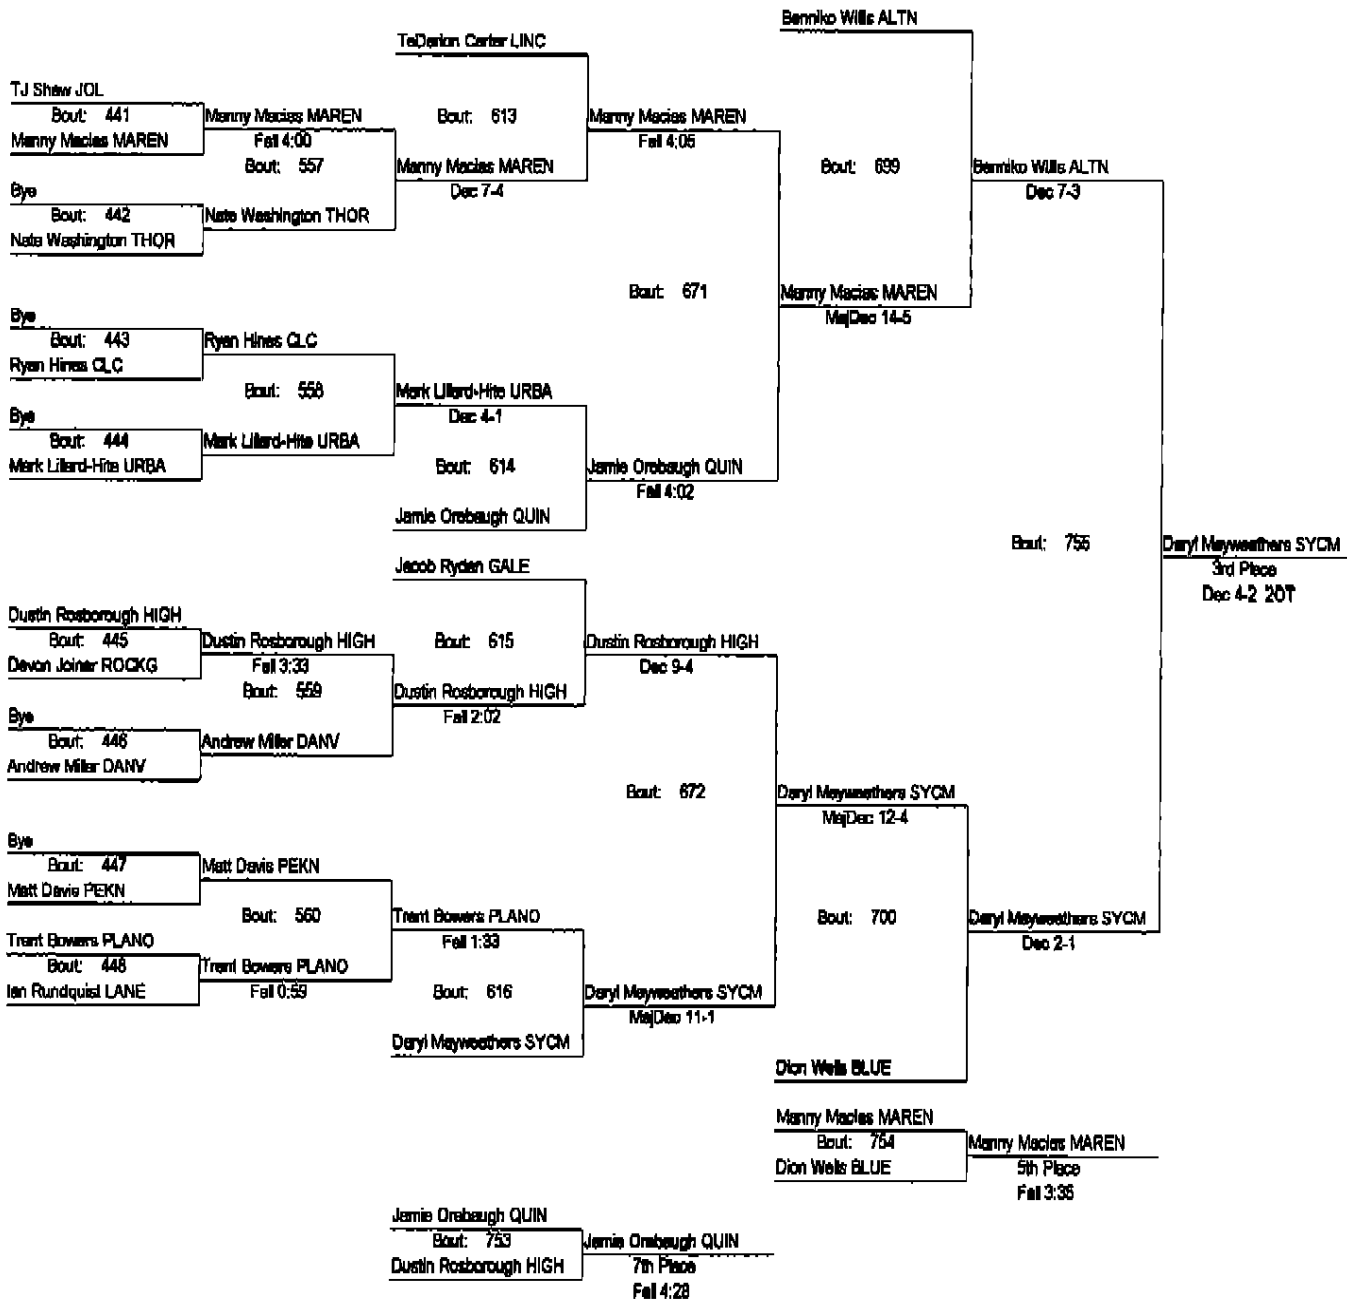 Benniko Wills ALTN
TeDarion Carter LINC
TJ Shaw JOL
Bout: 441
Manny Macias MAREN
Manny Macias MAREN
Fall 4:00
Bout: 557
Bye
Bout: 442
Nate Washington THOR
Nate Washington THOR
Bout: 613
Manny Macias MAREN
Dec 7-4
Manny Macias MAREN
Fall 4:05
Bout: 699
Benniko Wills ALTN
Dec 7-3
Bout: 671
Manny Macias MAREN
MajDec 14-5
Bye
Bout: 443
Ryan Hines CLC
Ryan Hines CLC
Bout: 558
Bye
Bout: 444
Mark Lillard-Hite URBA
Mark Lillard-Hite URBA
Mark Lillard-Hite URBA
Dec 4-1
Bout: 614
Jamie Orebaugh QUIN
Jamie Orebaugh QUIN
Fall 4:02
Bout: 755
Daryl Mayweathers SYCM
3rd Place
Dec 4-2 2OT
Jacob Ryden GALE
Dustin Rosborough HIGH
Bout: 445
Devon Joiner ROCKG
Dustin Rosborough HIGH
Fall 3:33
Bout: 559
Bye
Bout: 446
Andrew Miller DANV
Andrew Miller DANV
Bout: 615
Dustin Rosborough HIGH
Fall 2:02
Dustin Rosborough HIGH
Dec 9-4
Bout: 672
Daryl Mayweathers SYCM
MajDec 12-4
Bye
Bout: 447
Matt Davis PEKN
Matt Davis PEKN
Bout: 560
Trent Bowers PLANO
Bout: 448
Ian Rundquist LANE
Trent Bowers PLANO
Fall 0:59
Trent Bowers PLANO
Fall 1:33
Bout: 616
Daryl Mayweathers SYCM
Daryl Mayweathers SYCM
MajDec 11-1
Bout: 700
Daryl Mayweathers SYCM
Dec 2-1
Dion Wells BLUE
Manny Macias MAREN
Bout: 754
Dion Wells BLUE
Manny Macias MAREN
5th Place
Fall 3:35
Jamie Orebaugh QUIN
Bout: 753
Dustin Rosborough HIGH
Jamie Orebaugh QUIN
7th Place
Fall 4:28